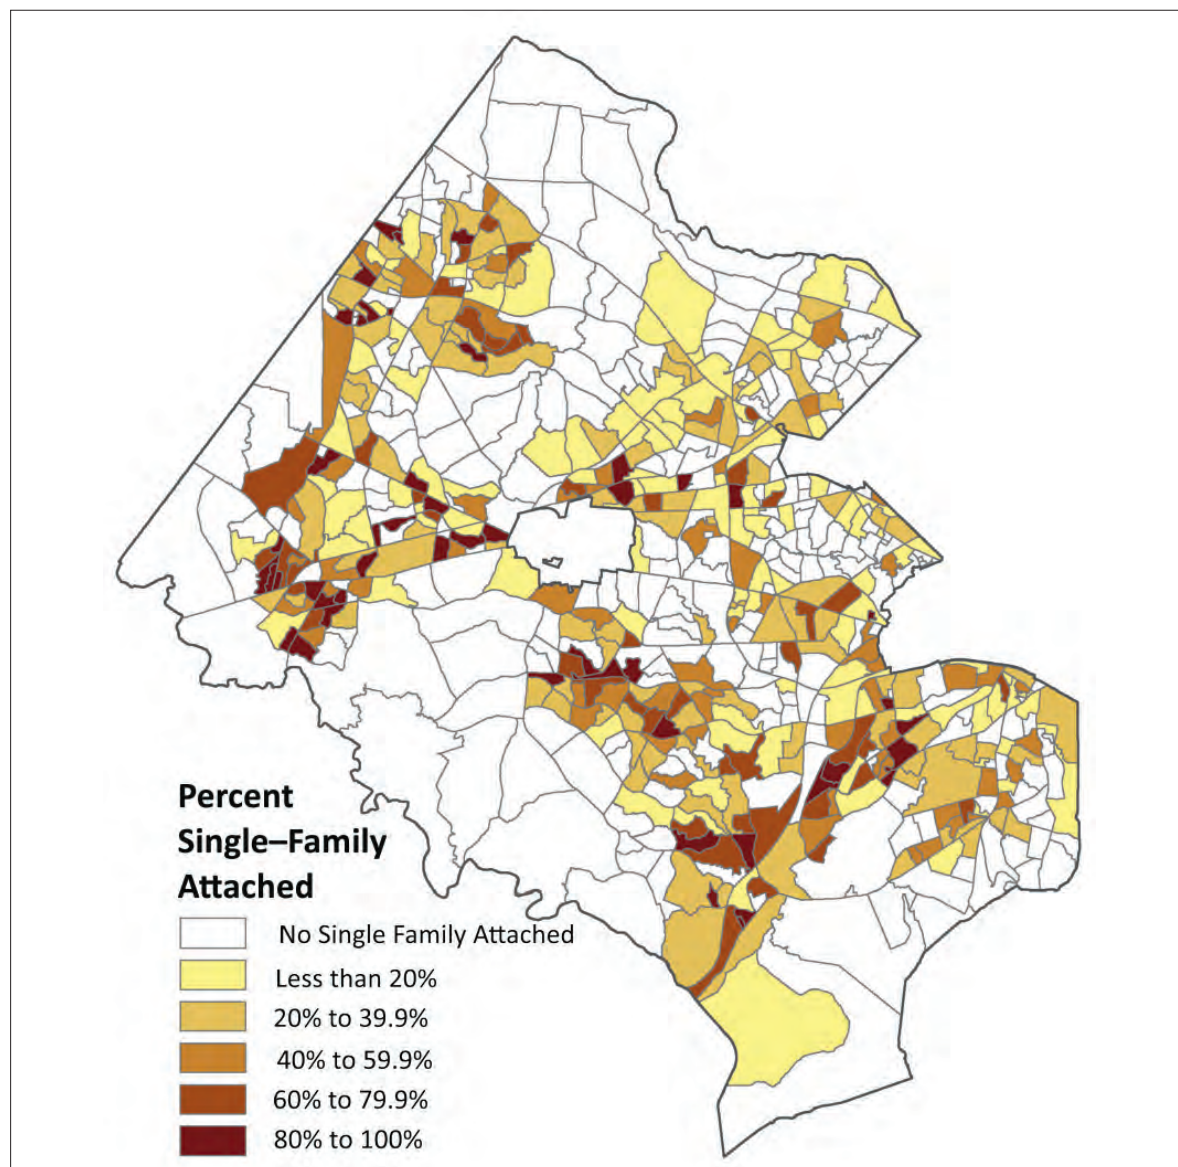 Percent
Single–Family
Attached
No Single Family Attached
Less than 20%
20% to 39.9%
40% to 59.9%
60% to 79.9%
80% to 100%